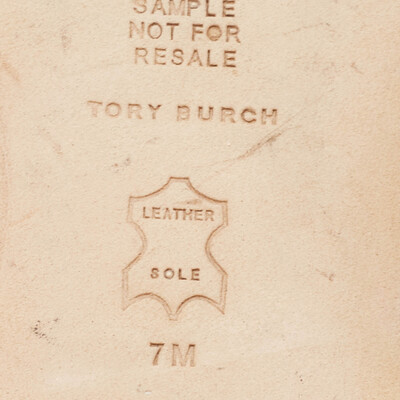 SAMPLE
NOT FOR
RESALE
TORY BURCH
LEATHER
SOLE
7M